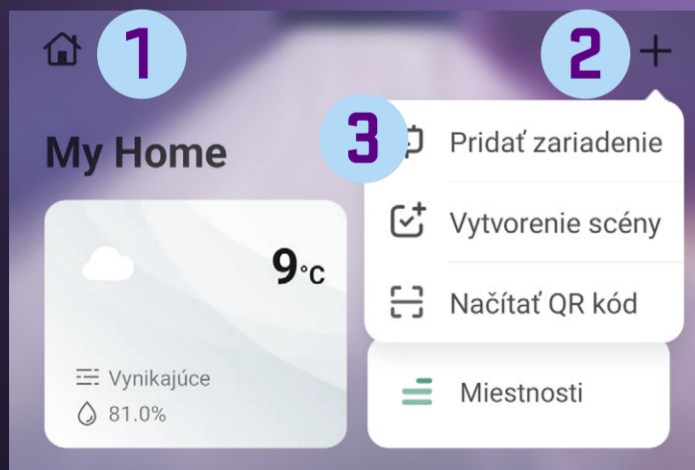 1
2
3
Pridať zariadenie
My Home
Vytvorenie scény
9°C
Načítať QR kód
Vynikajúce
Miestnosti
81.0%